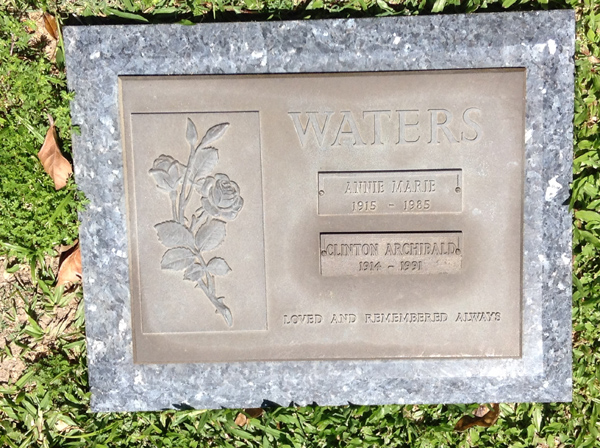 WATERS
ANNIE MARIE
1915 - 1985
CLINTON ARCHIBALD
1914 - 1991
LOVED AND REMEMBERED ALWAYS